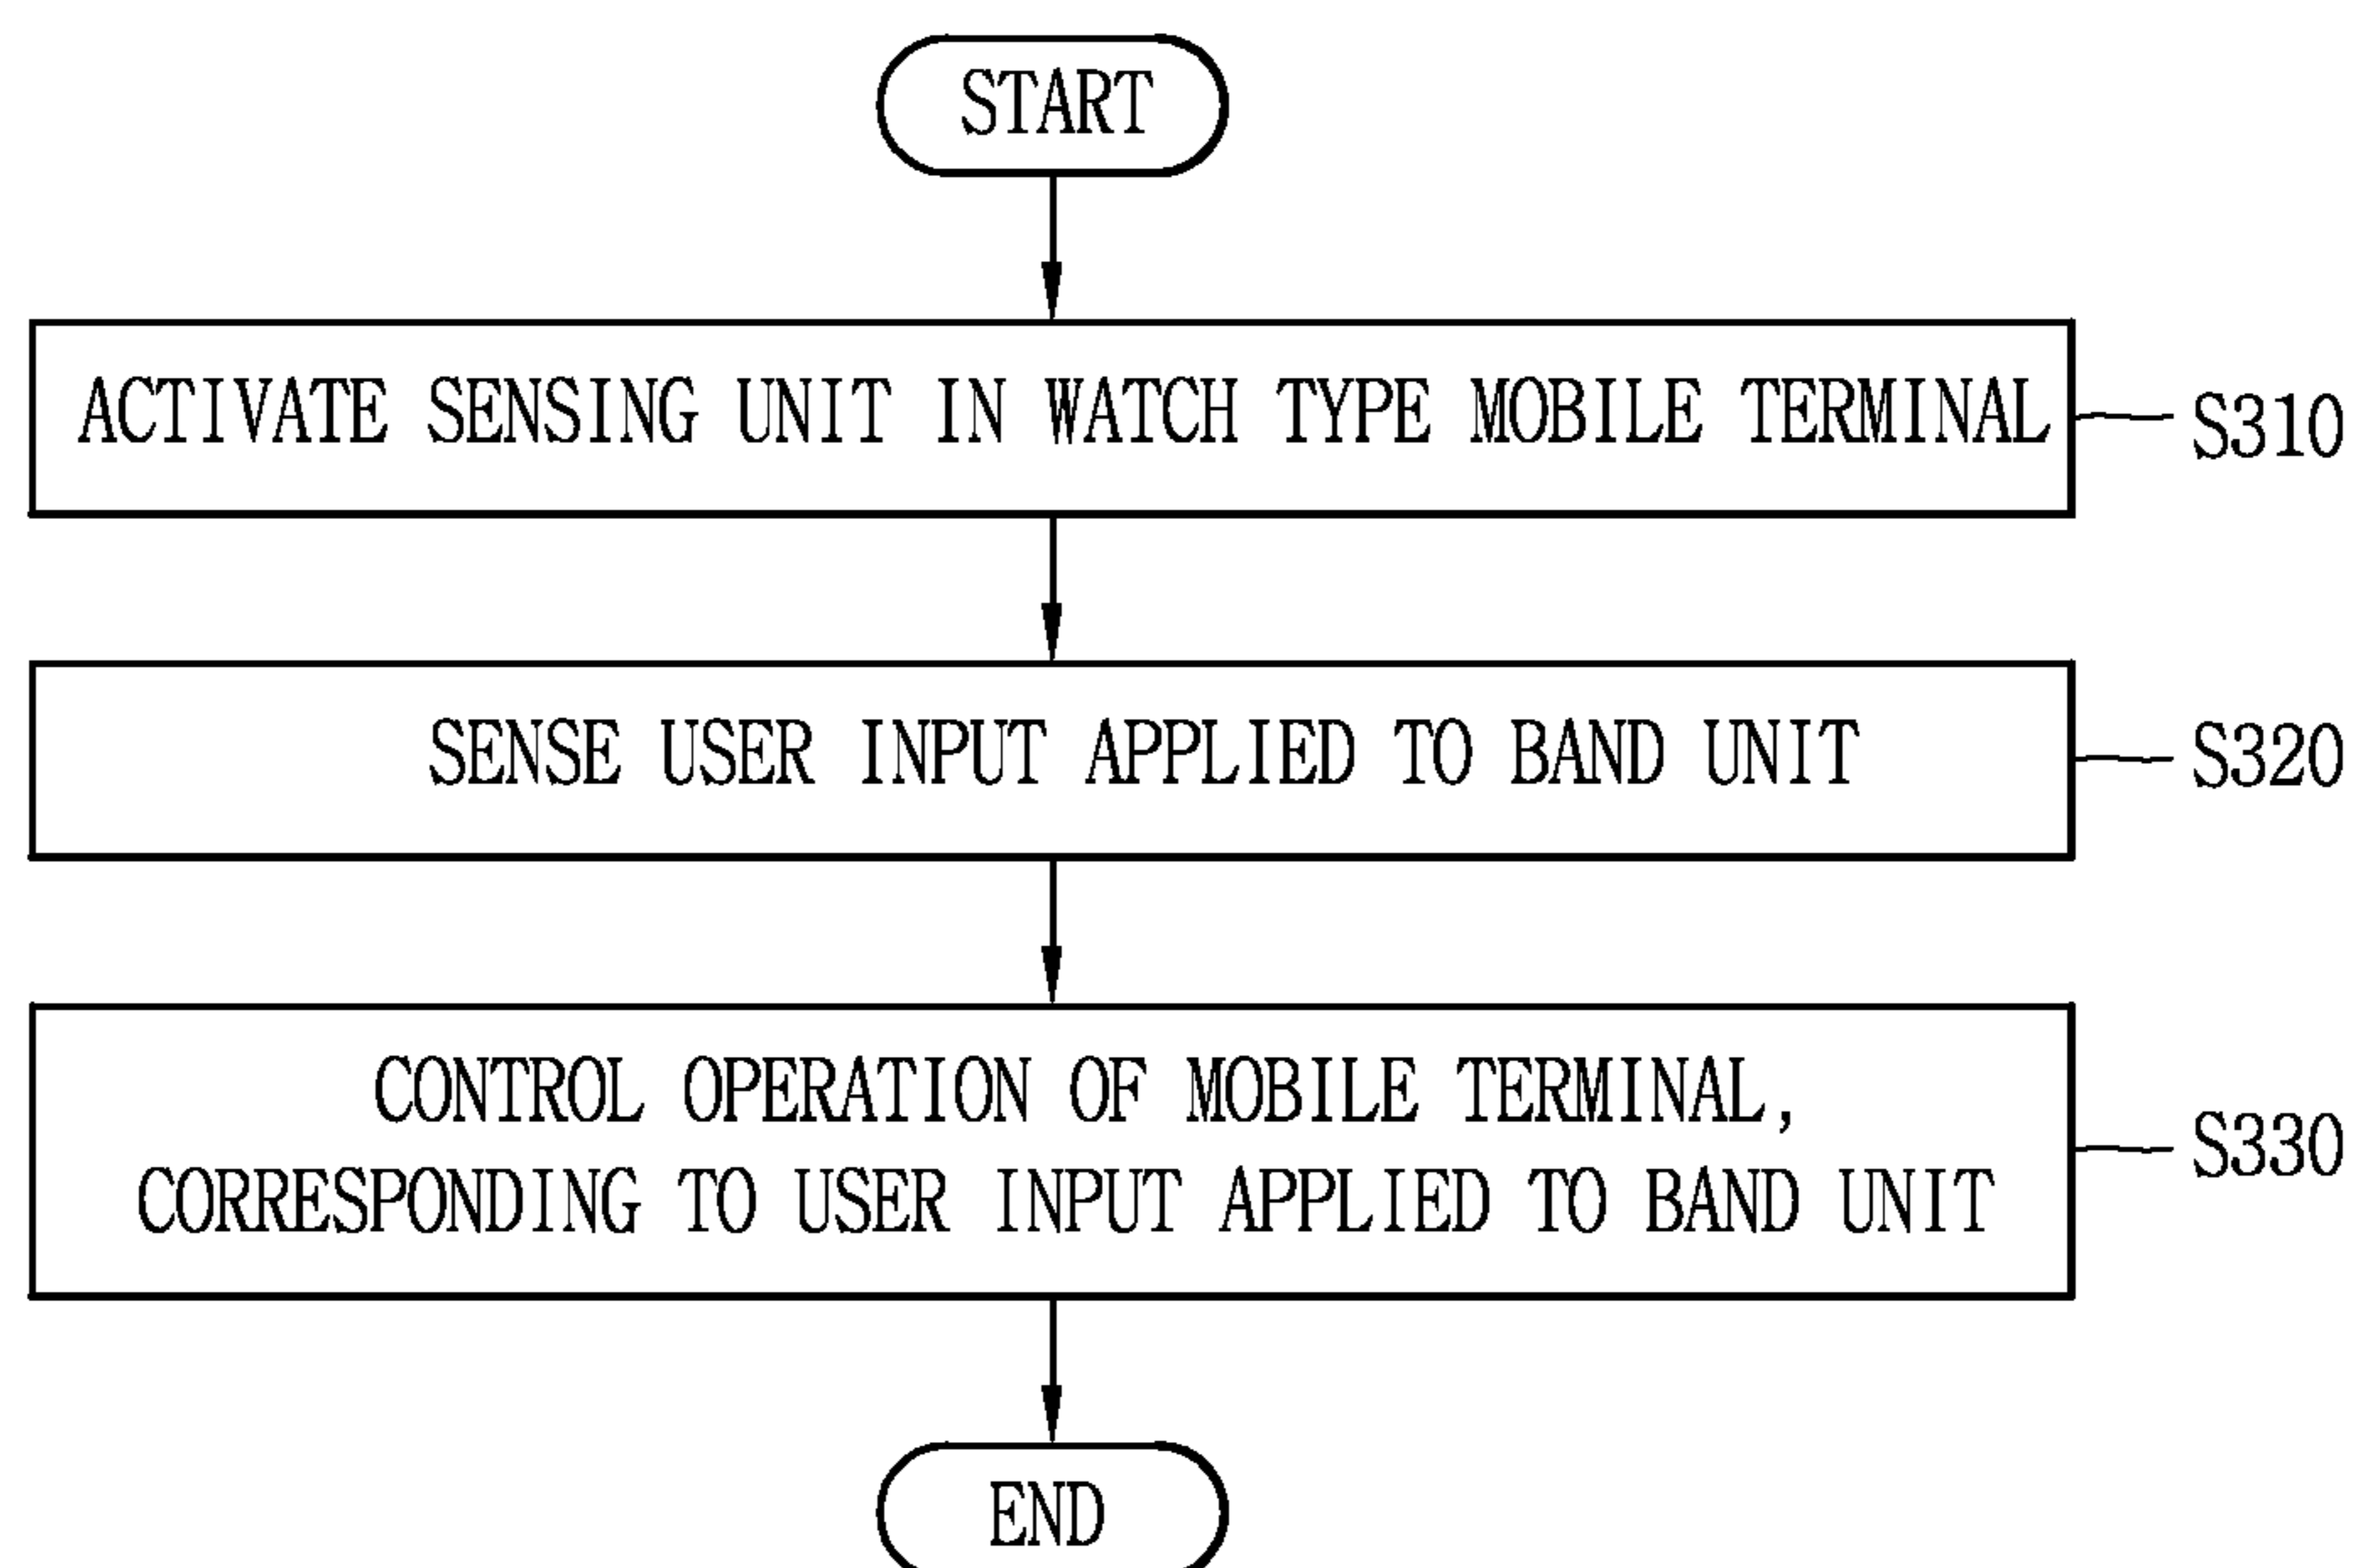 START
ACTIVATE SENSING UNIT IN WATCH TYPE MOBILE TERMINAL
S310
SENSE USER INPUT APPLIED TO BAND UNIT
S320
CONTROL OPERATION OF MOBILE TERMINAL,
CORRESPONDING TO USER INPUT APPLIED TO BAND UNIT
S330
END